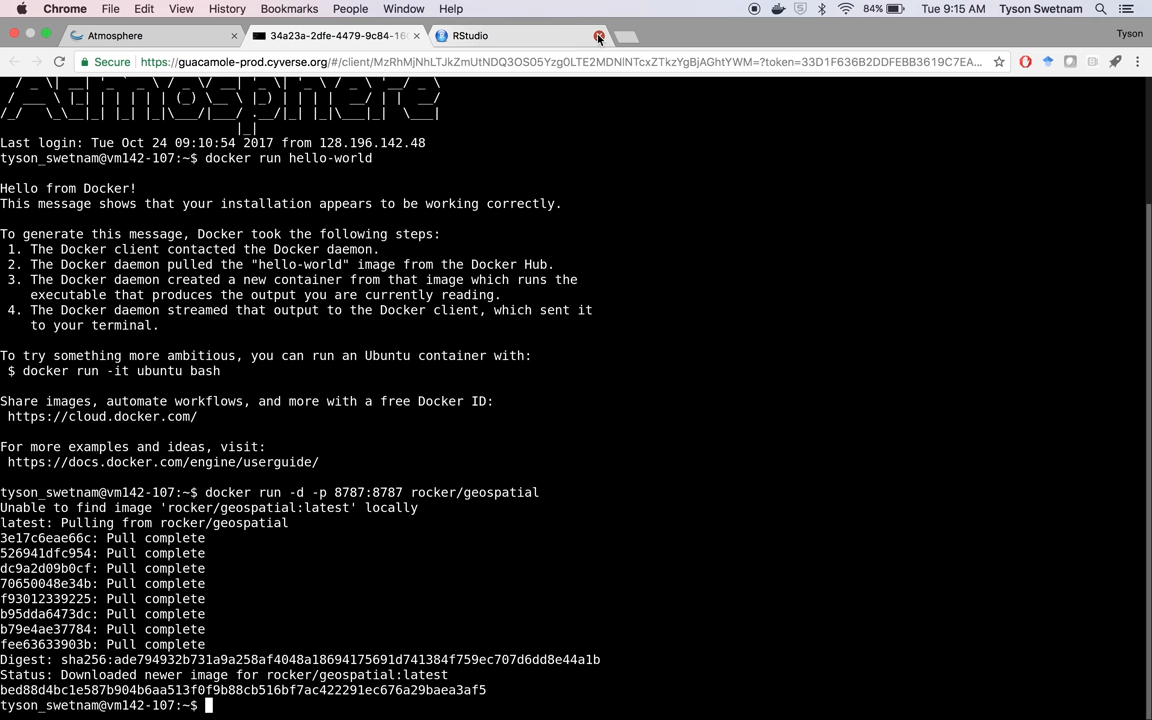 Chrome File Edit View History Bookmarks People Window Help 84% Tue 9:15 AM Tyson Swetnam
Atmosphere 34a23a-2dfe-4479-9c84-16 RStudio Tyson
Secure https://guacamole-prod.cyverse.org/#/client/MzRhMjNhLTJkZmUtNDQ3OS05Yzg0LTE2MDNlNTcxZTkzYgBjAGhtYWM=?token=33D1F636B2DDFEBB3619C7EA...
Last login: Tue Oct 24 09:10:54 2017 from 128.196.142.48
tyson_swetnam@vm142-107:~$ docker run hello-world
Hello from Docker!
This message shows that your installation appears to be working correctly.
To generate this message, Docker took the following steps:
1. The Docker client contacted the Docker daemon.
2. The Docker daemon pulled the "hello-world" image from the Docker Hub.
3. The Docker daemon created a new container from that image which runs the
executable that produces the output you are currently reading.
4. The Docker daemon streamed that output to the Docker client, which sent it
to your terminal.
To try something more ambitious, you can run an Ubuntu container with:
$ docker run -it ubuntu bash
Share images, automate workflows, and more with a free Docker ID:
https://cloud.docker.com/
For more examples and ideas, visit:
https://docs.docker.com/engine/userguide/
tyson_swetnam@vm142-107:~$ docker run -d -p 8787:8787 rocker/geospatial
Unable to find image 'rocker/geospatial:latest' locally
latest: Pulling from rocker/geospatial
3e17c6eae66c: Pull complete
526941dfc954: Pull complete
dc9a2d09b0cf: Pull complete
70650048e34b: Pull complete
f93012339225: Pull complete
b95dda6473dc: Pull complete
b79e4ae37784: Pull complete
fee63633903b: Pull complete
Digest: sha256:ade794932b731a9a258af4048a18694175691d741384f759ec707d6dd8e44a1b
Status: Downloaded newer image for rocker/geospatial:latest
bed88d4bc1e587b904b6aa513f0f9b88cb516bf7ac422291ec676a29baea3af5
tyson_swetnam@vm142-107:~$